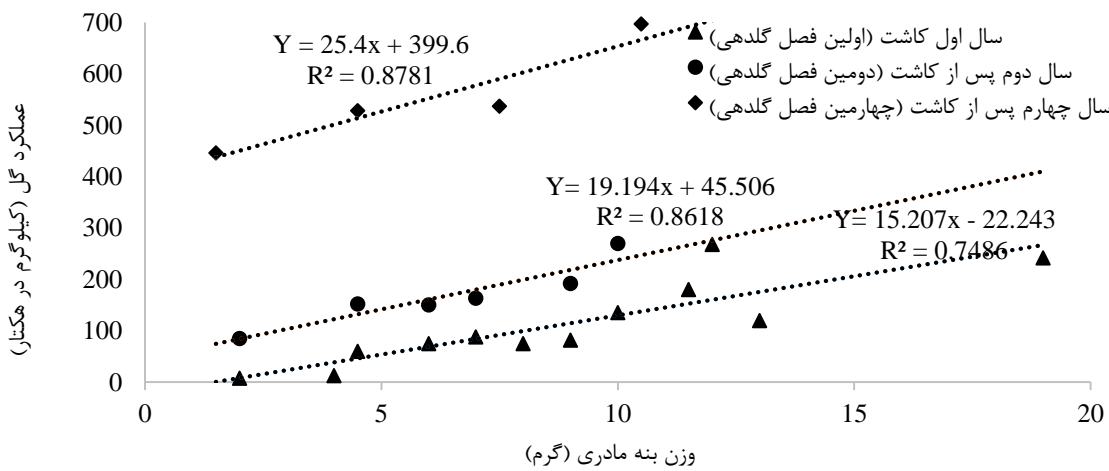 700
600
500
400
300
200
100
0
عملکرد گل (کیلوگرم در هکتار)
Y = 25.4x + 399.6
R² = 0.8781
سال اول کاشت (اولین فصل گلدهی)
سال دوم پس از کاشت (دومین فصل گلدهی)
سال چهارم پس از کاشت (چهارمین فصل گلدهی)
Y= 19.194x + 45.506
R² = 0.8618
Y= 15.207x - 22.243
R² = 0.7486
0 5 10 15 20
وزن بنه مادری (گرم)